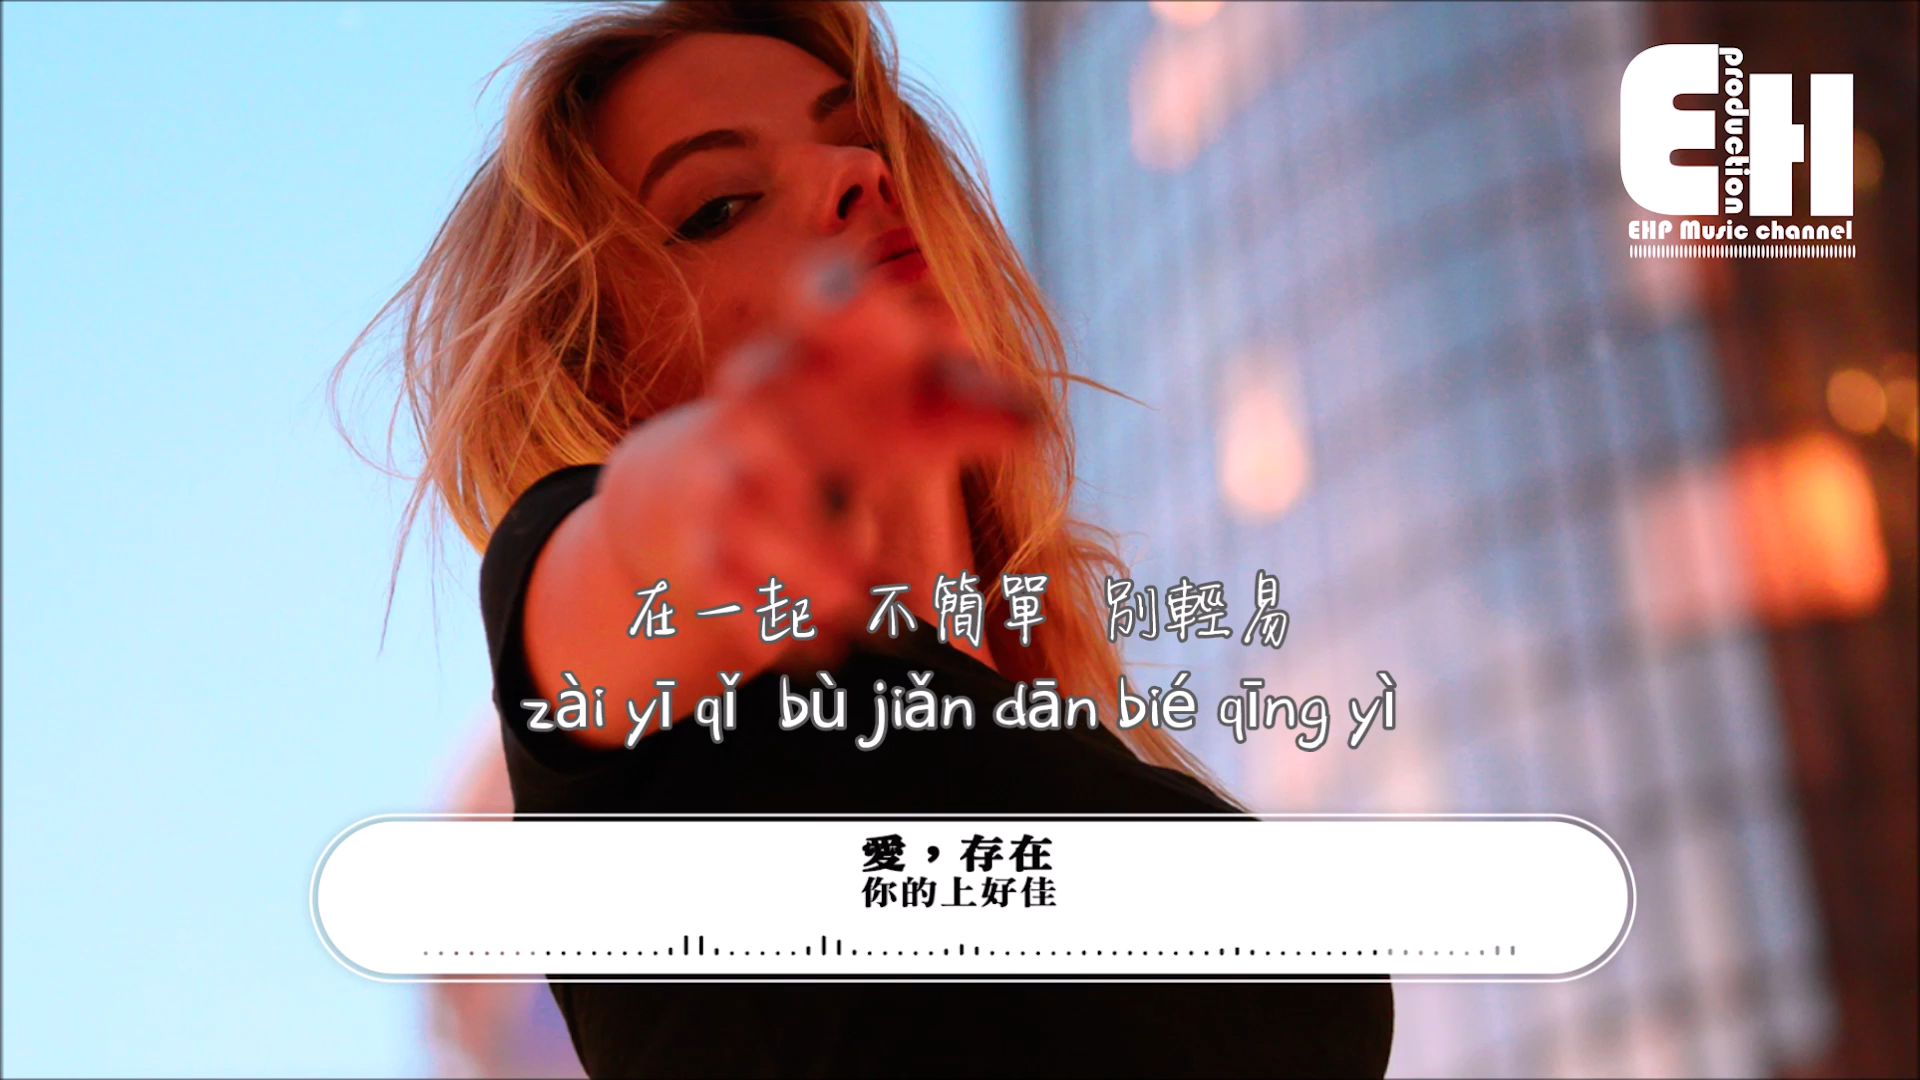 EH
production
EHP Music channel
在一起 不簡單 別輕易
zài yī qǐ bù jiǎn dān bié qīng yì
愛，存在
你的上好佳